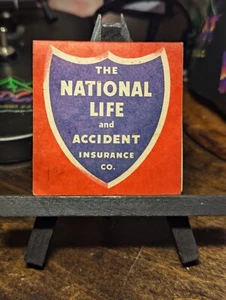 THE
NATIONAL
LIFE
and
ACCIDENT
INSURANCE
CO.